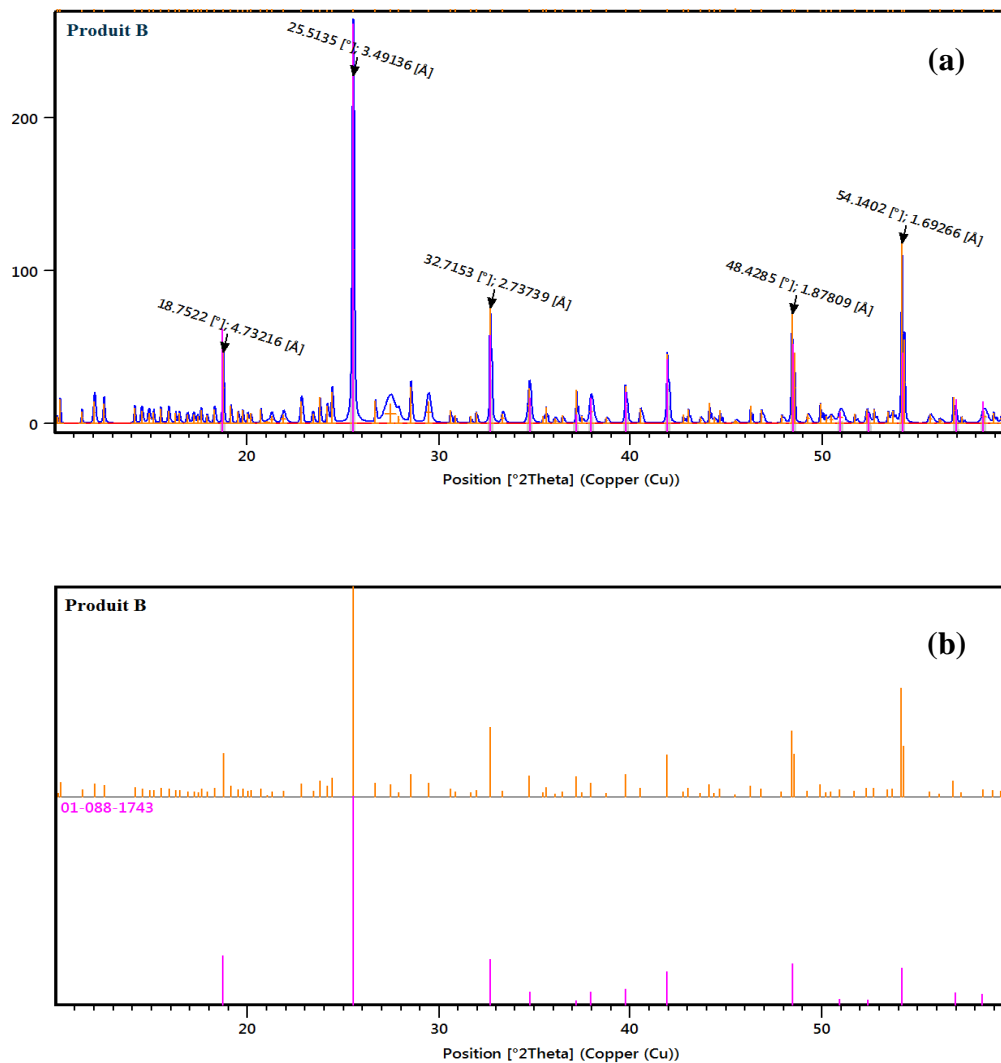 Produit B
(a)
25.5135 [°]; 3.49136 [Å]
200
54.1402 [°]; 1.69266 [Å]
32.7153 [°]; 2.73739 [Å]
48.4285 [°]; 1.87809 [Å]
100
18.7522 [°]; 4.73216 [Å]
0
20 30 40 50
Position [°2Theta] (Copper (Cu))
Produit B
(b)
01-088-1743
20 30 40 50
Position [°2Theta] (Copper (Cu))